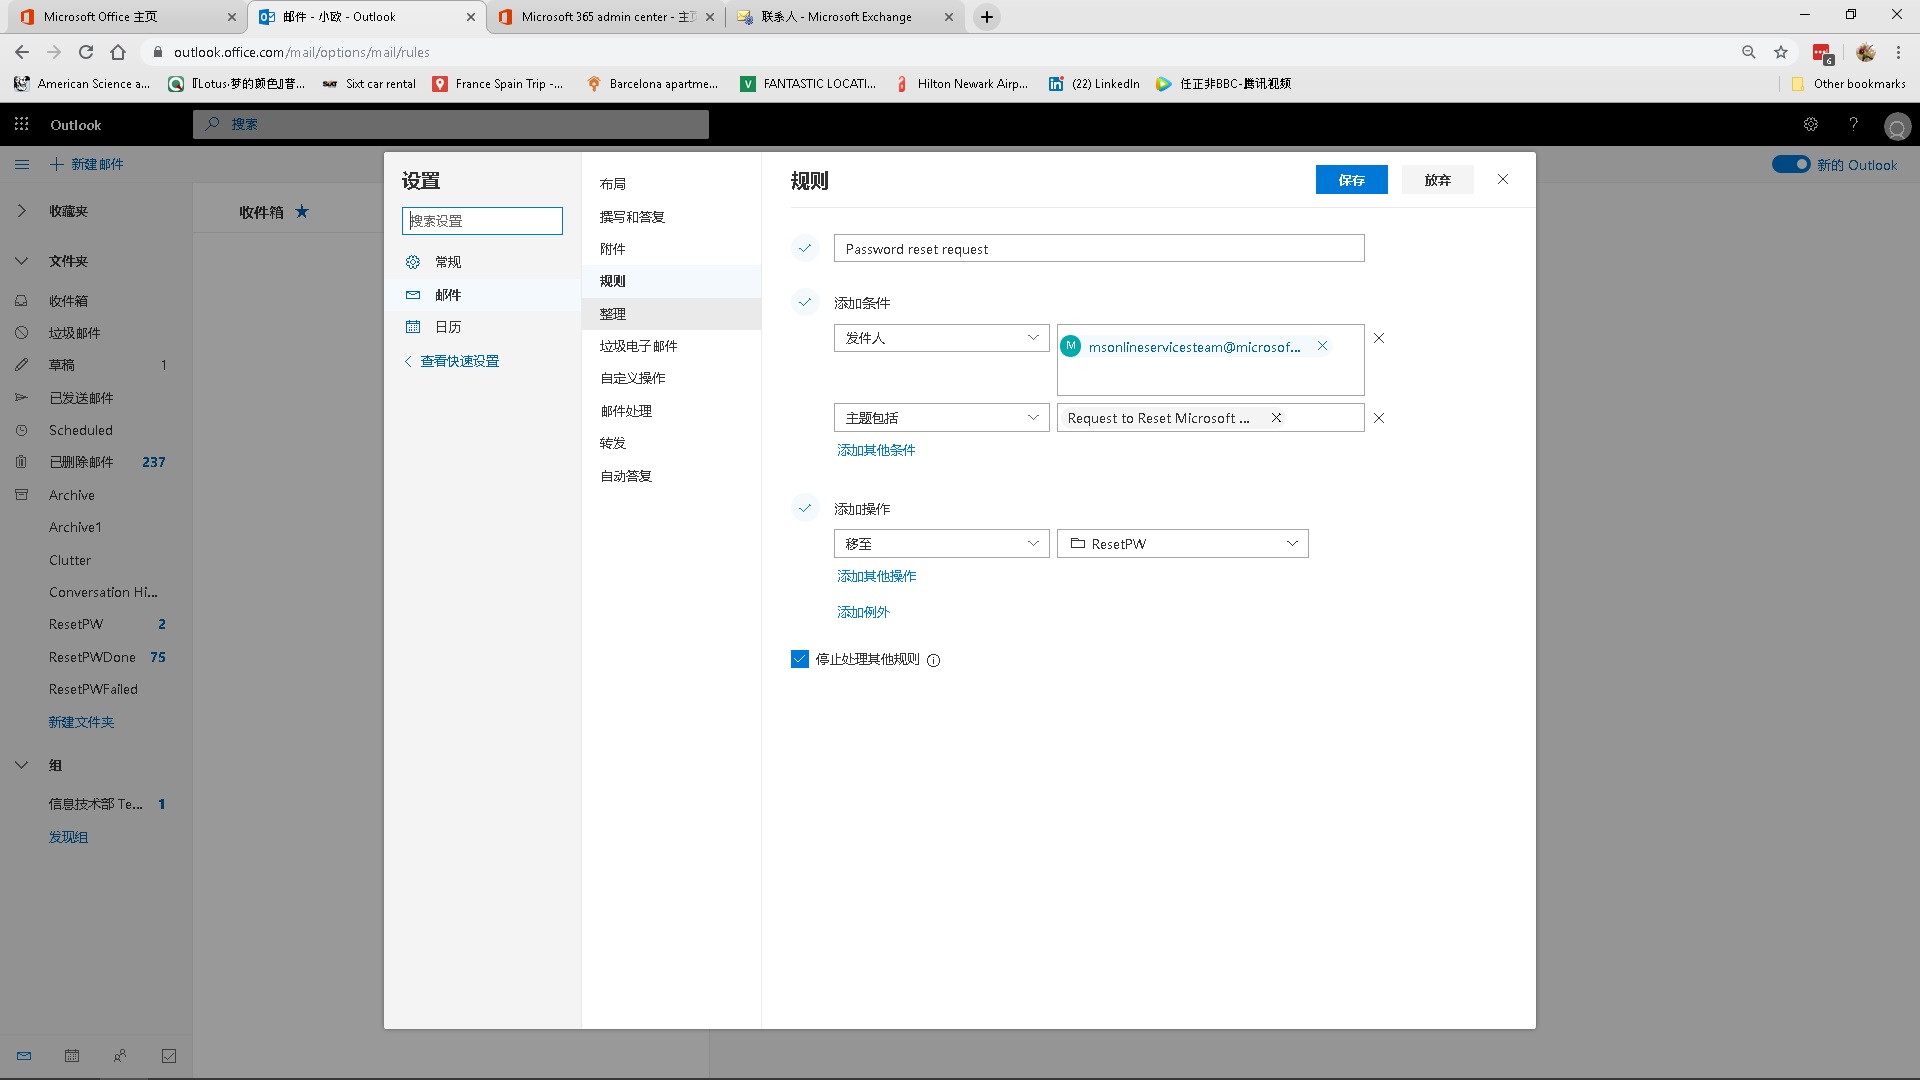 Microsoft Office 主页
邮件 - 小欧 - Outlook
Microsoft 365 admin center - 主页
联系人 - Microsoft Exchange
outlook.office.com/mail/options/mail/rules
6
American Science a...
『Lotus·梦的颜色』普...
SIXT Sixt car rental
France Spain Trip -...
Barcelona apartme...
FANTASTIC LOCATI...
Hilton Newark Airp...
(22) LinkedIn
任正非BBC-腾讯视频
Other bookmarks
Outlook
搜索
?
新建邮件
新的 Outlook
收藏夹
收件箱
文件夹
收件箱
垃圾邮件
草稿 1
已发送邮件
Scheduled
已删除邮件 237
Archive
Archive1
Clutter
Conversation Hi...
ResetPW 2
ResetPWDone 75
ResetPWFailed
新建文件夹
组
信息技术部 Te... 1
发现组
设置
搜索设置
常规
邮件
日历
查看快速设置
布局
撰写和答复
附件
规则
整理
垃圾电子邮件
自定义操作
邮件处理
转发
自动答复
规则
保存
放弃
Password reset request
添加条件
发件人
M msonlineservicesteam@microsof...
主题包括
Request to Reset Microsoft ...
添加其他条件
添加操作
移至
ResetPW
添加其他操作
添加例外
停止处理其他规则